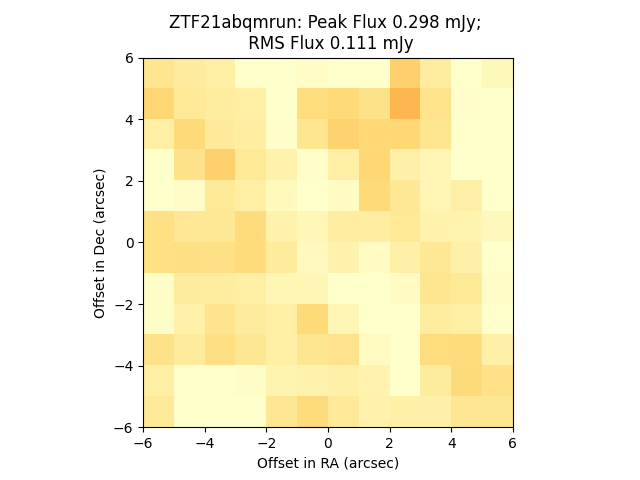 ZTF21abqmrun: Peak Flux 0.298 mJy;
RMS Flux 0.111 mJy
6
4
2
0
−2
−4
−6
Offset in Dec (arcsec)
−6 −4 −2 0 2 4 6
Offset in RA (arcsec)